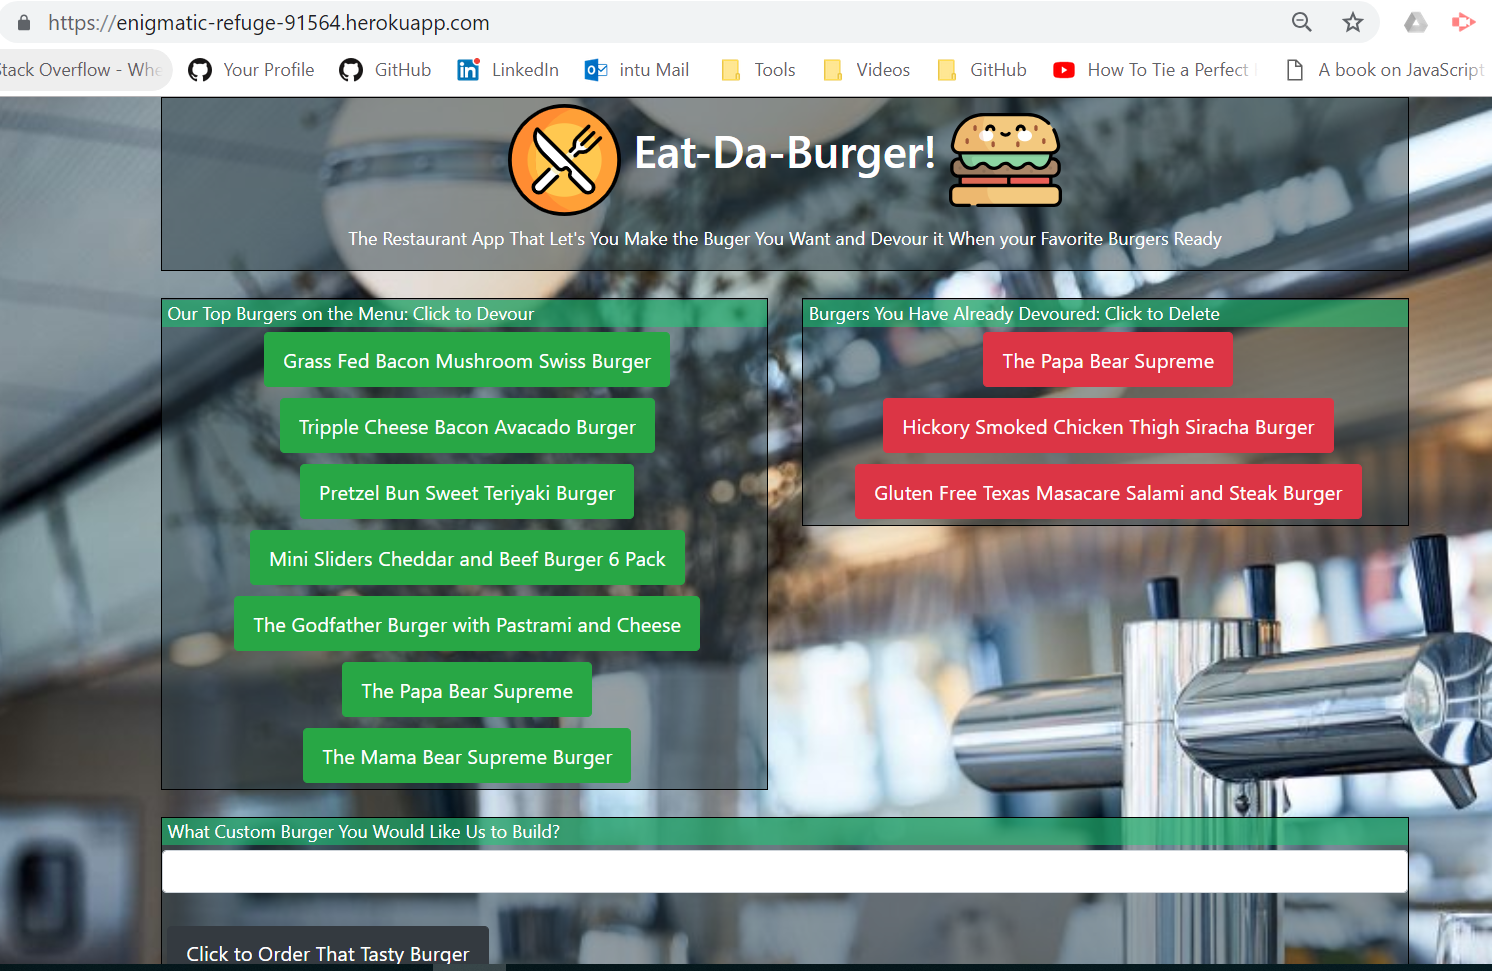 https://enigmatic-refuge-91564.herokuapp.com
Stack Overflow - Whe
Your Profile
GitHub
LinkedIn
intu Mail
Tools
Videos
GitHub
How To Tie a Perfect
A book on JavaScript
Eat-Da-Burger!
The Restaurant App That Let's You Make the Buger You Want and Devour it When your Favorite Burgers Ready
Our Top Burgers on the Menu: Click to Devour
Grass Fed Bacon Mushroom Swiss Burger
Tripple Cheese Bacon Avacado Burger
Pretzel Bun Sweet Teriyaki Burger
Mini Sliders Cheddar and Beef Burger 6 Pack
The Godfather Burger with Pastrami and Cheese
The Papa Bear Supreme
The Mama Bear Supreme Burger
Burgers You Have Already Devoured: Click to Delete
The Papa Bear Supreme
Hickory Smoked Chicken Thigh Siracha Burger
Gluten Free Texas Masacare Salami and Steak Burger
What Custom Burger You Would Like Us to Build?
Click to Order That Tasty Burger